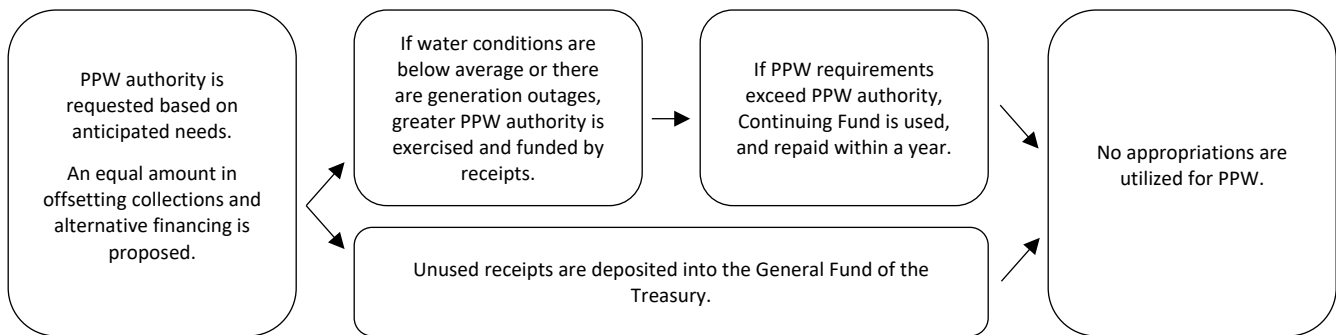 PPW authority is
requested based on
anticipated needs.
An equal amount in
offsetting collections and
alternative financing is
proposed.
If water conditions are
below average or there
are generation outages,
greater PPW authority is
exercised and funded by
receipts.
If PPW requirements
exceed PPW authority,
Continuing Fund is used,
and repaid within a year.
Unused receipts are deposited into the General Fund of the
Treasury.
No appropriations are
utilized for PPW.